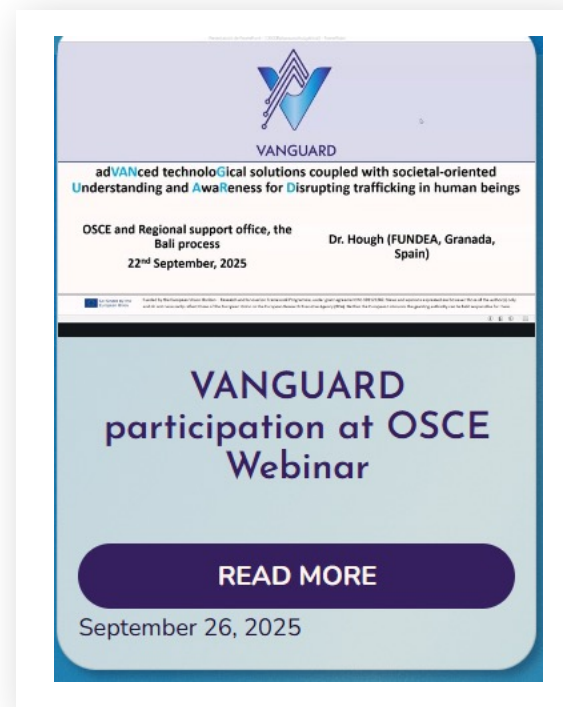 VANGUARD
adVANced technoloGical solutions coupled with societal-oriented
Understanding and AwaReness for Disrupting trafficking in human beings
OSCE and Regional support office, the
Bali process
22nd September, 2025
Dr. Hough (FUNDEA, Granada,
Spain)
VANGUARD
participation at OSCE
Webinar
READ MORE
September 26, 2025